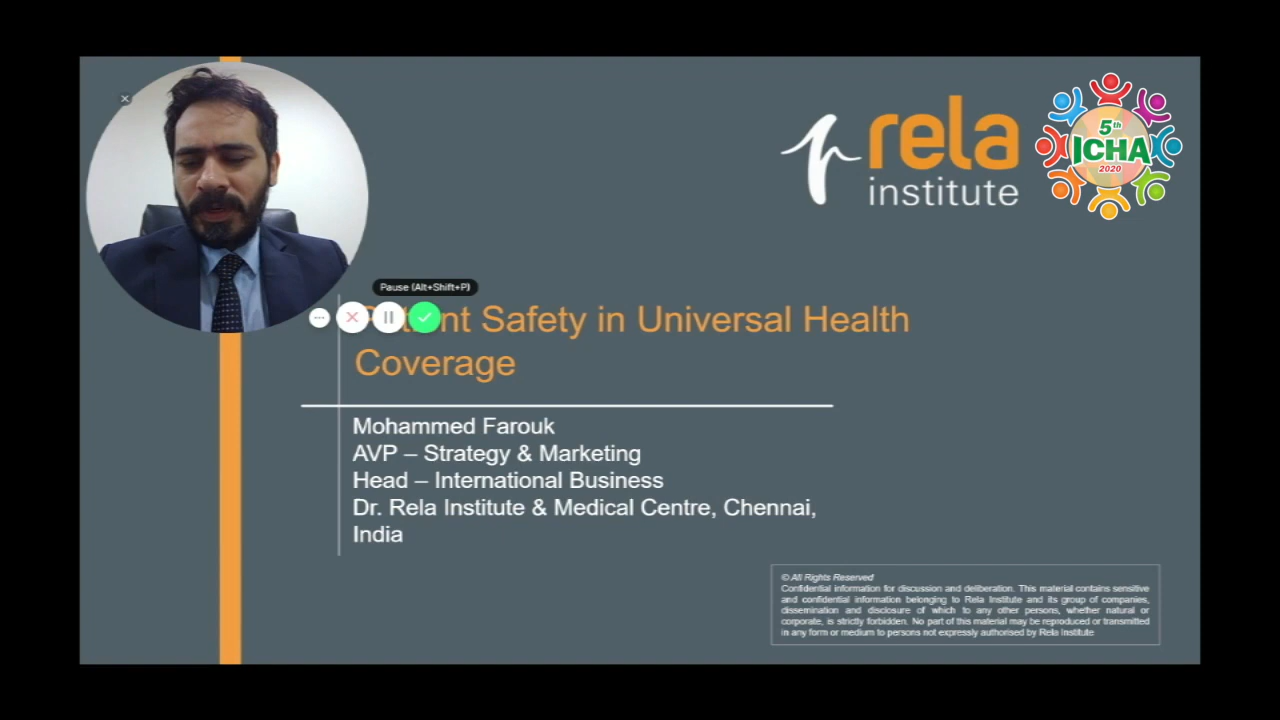 rela
institute
5th
ICHA
2020
Pause (Alt+Shift+P)
Safety in Universal Health
Coverage
Mohammed Farouk
AVP – Strategy & Marketing
Head – International Business
Dr. Rela Institute & Medical Centre, Chennai,
India
© All Rights Reserved
Confidential information for discussion and deliberation. This material contains sensitive
and confidential information belonging to Rela Institute and its group of companies,
dissemination and disclosure of which to any other persons, whether natural or
corporate, is strictly forbidden. No part of this material may be reproduced or transmitted
in any form or medium to persons not expressly authorised by Rela Institute